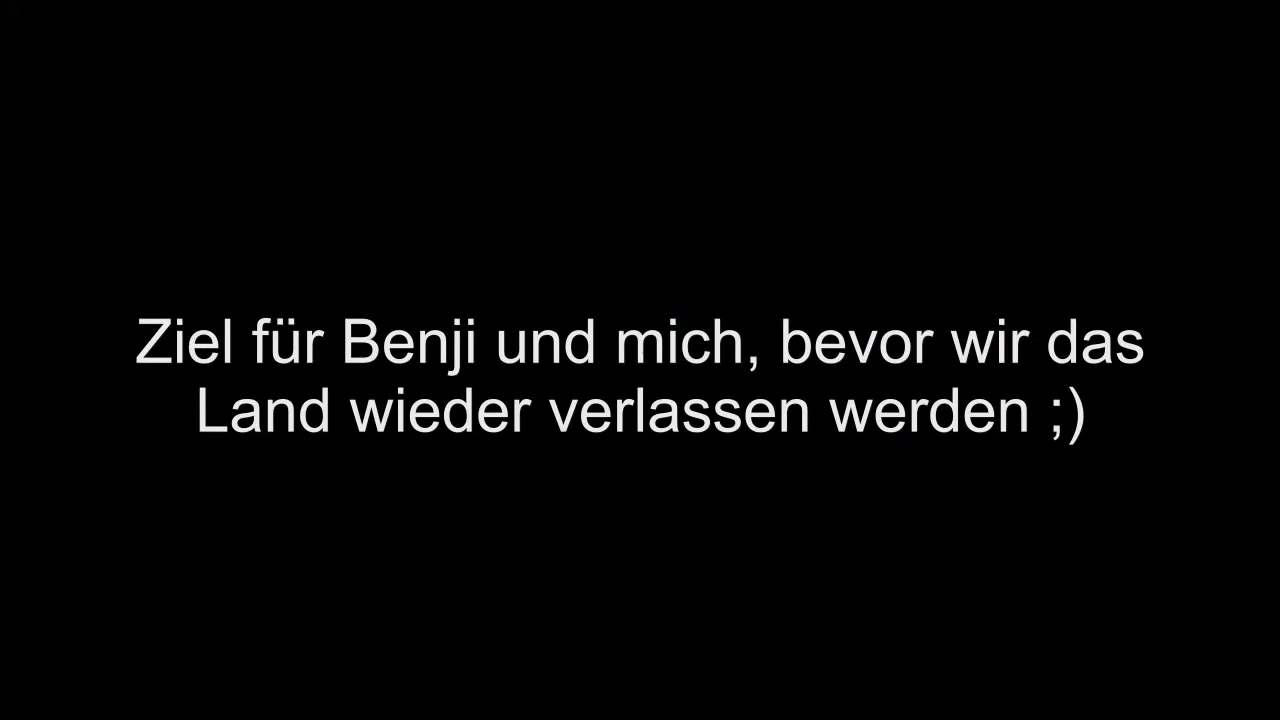 Ziel für Benji und mich, bevor wir das
Land wieder verlassen werden ;)